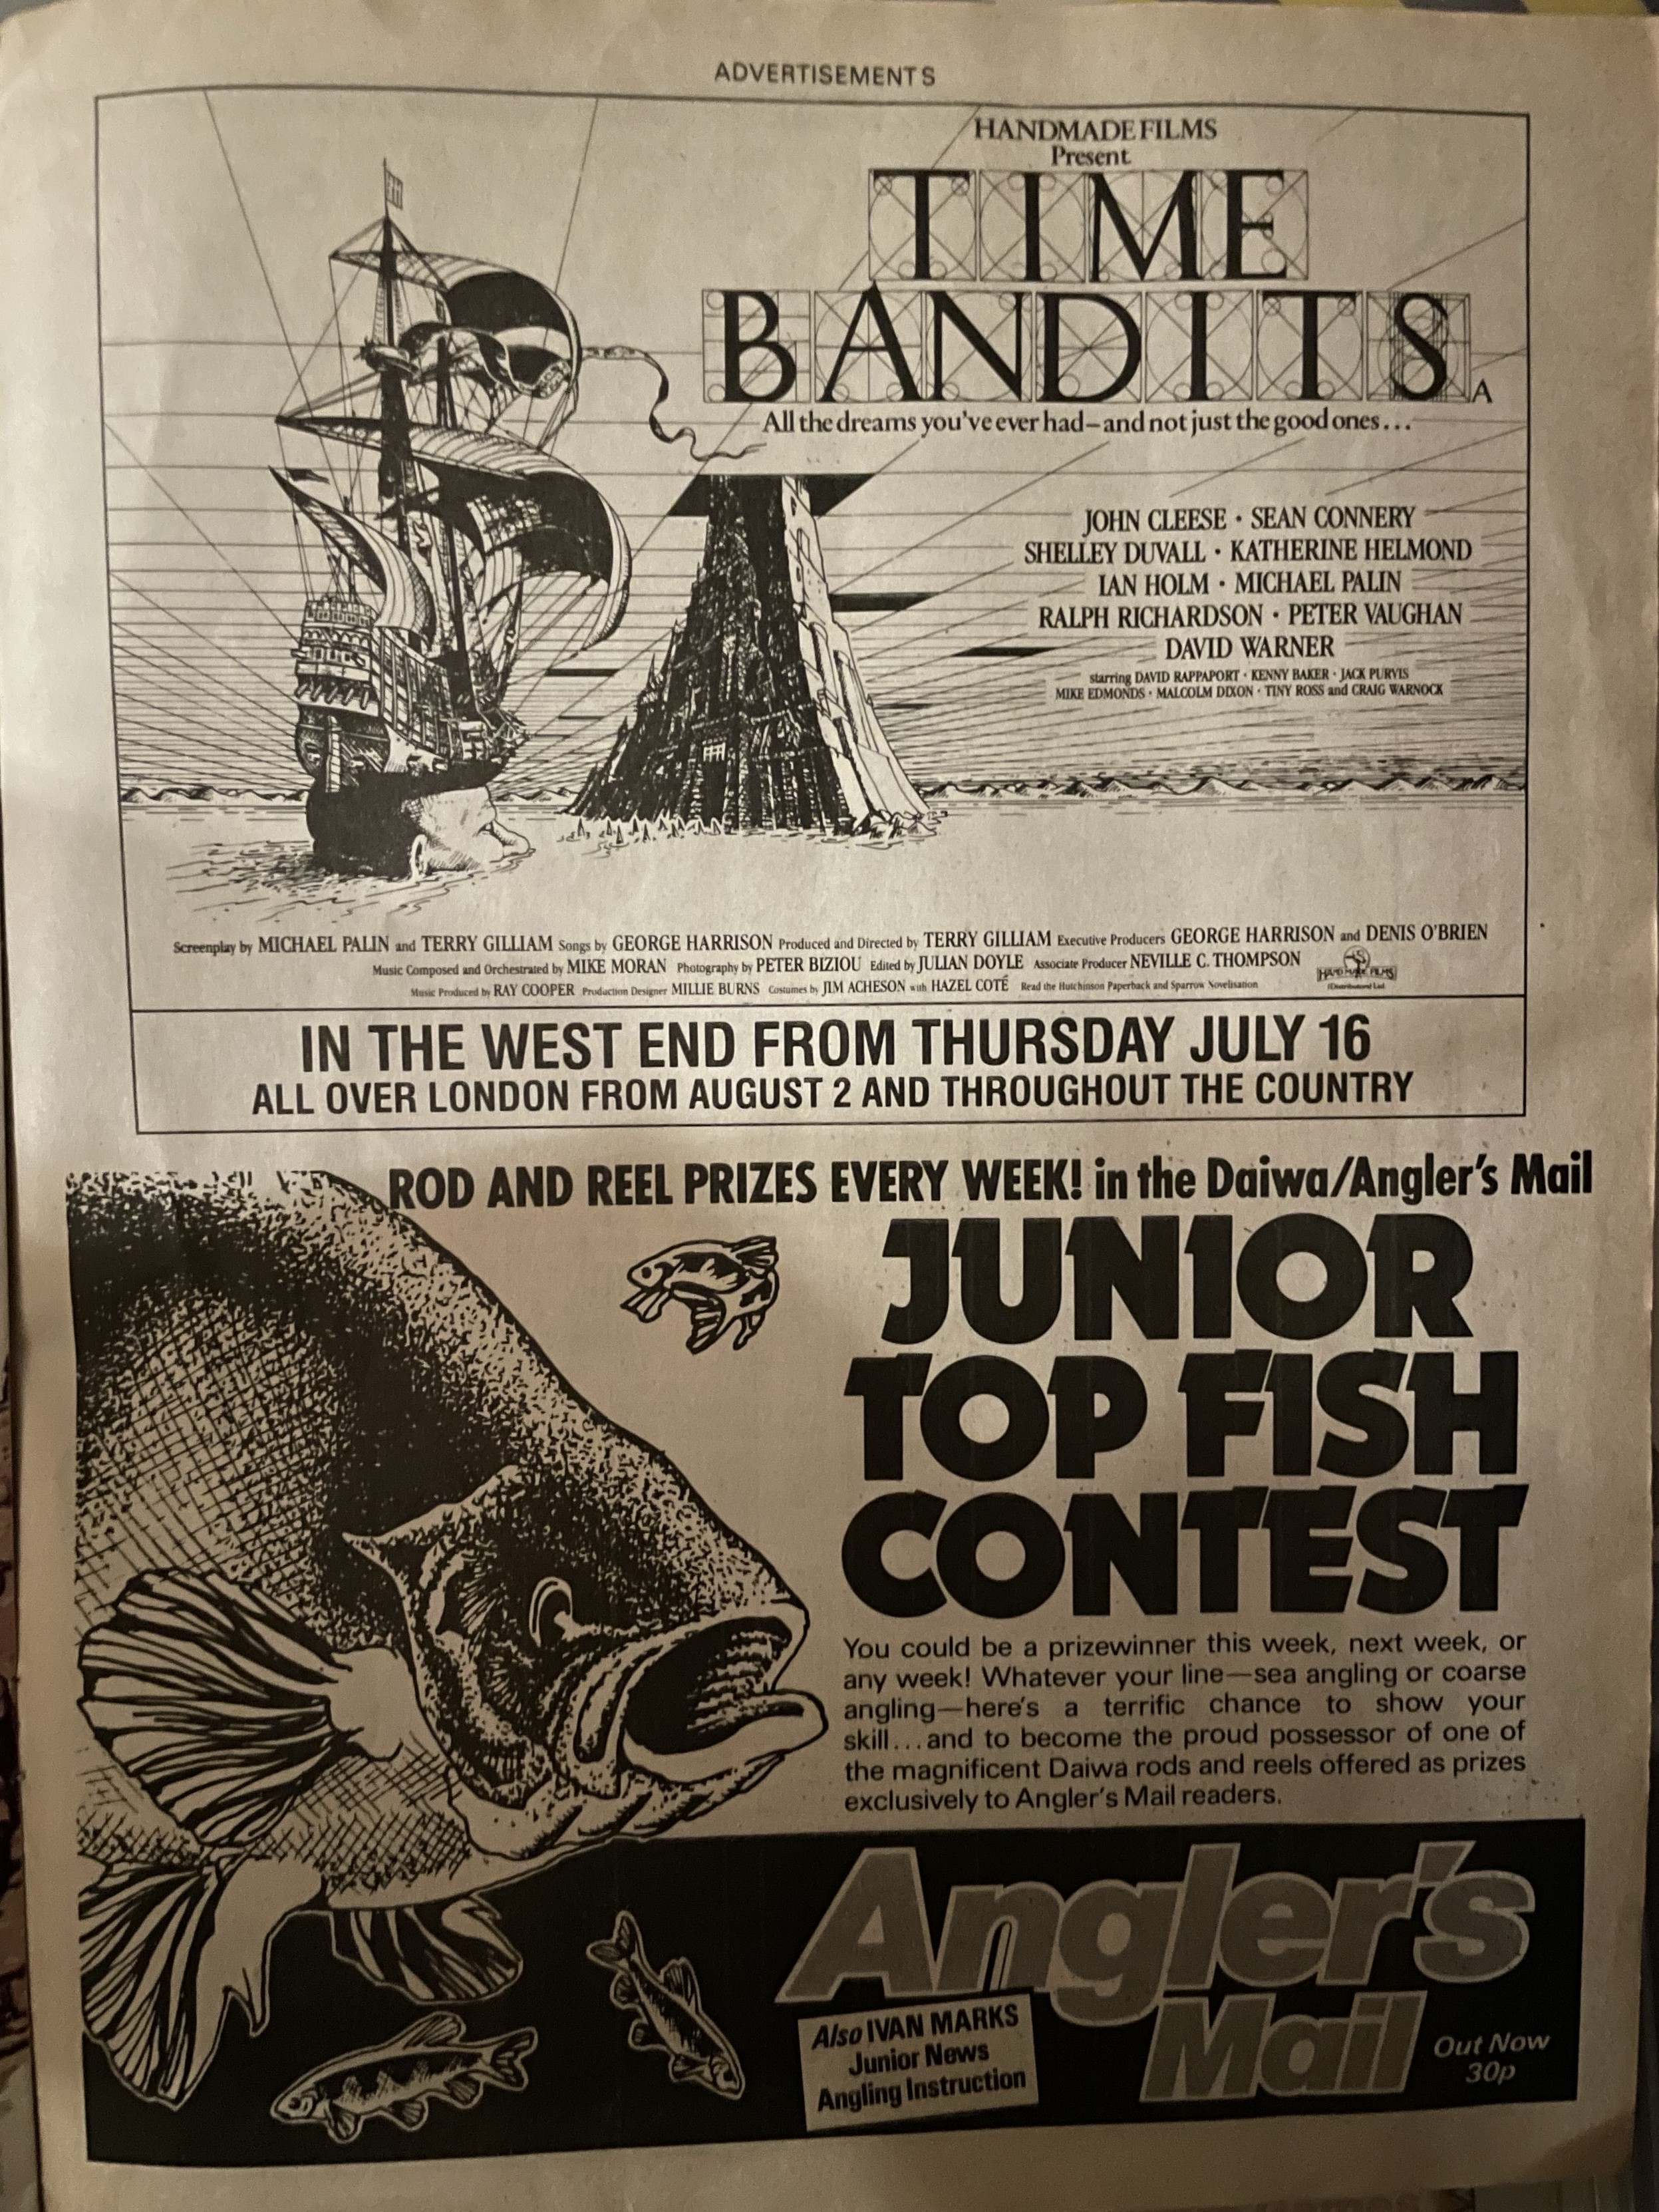 ADVERTISEMENTS
HANDMADE FILMS
Present
TIME
BANDITS A
All the dreams you've ever had–and not just the good ones...
JOHN CLEESE · SEAN CONNERY
SHELLEY DUVALL · KATHERINE HELMOND
IAN HOLM · MICHAEL PALIN
RALPH RICHARDSON · PETER VAUGHAN
DAVID WARNER
starring DAVID RAPPAPORT · KENNY BAKER · JACK PURVIS
MIKE EDMONDS · MALCOLM DIXON · TINY ROSS and CRAIG WARNOCK
Screenplay by MICHAEL PALIN and TERRY GILLIAM Songs by GEORGE HARRISON Produced and Directed by TERRY GILLIAM Executive Producers GEORGE HARRISON and DENIS O'BRIEN
Music Composed and Orchestrated by MIKE MORAN Photography by PETER BIZIOU Edited by JULIAN DOYLE Associate Producer NEVILLE C. THOMPSON
HANDMADE FILMS
(Distributors) Ltd.
Music Produced by RAY COOPER Production Designer MILLIE BURNS Costumes by JIM ACHESON with HAZEL COTÉ Read the Hutchinson Paperback and Sparrow Novelisation
IN THE WEST END FROM THURSDAY JULY 16
ALL OVER LONDON FROM AUGUST 2 AND THROUGHOUT THE COUNTRY
ROD AND REEL PRIZES EVERY WEEK! in the Daiwa/Angler's Mail
JUNIOR
TOP FISH
CONTEST
You could be a prizewinner this week, next week, or
any week! Whatever your line—sea angling or coarse
angling—here's a terrific chance to show your
skill...and to become the proud possessor of one of
the magnificent Daiwa rods and reels offered as prizes
exclusively to Angler's Mail readers.
Angler's
Mail
Also IVAN MARKS
Junior News
Angling Instruction
Out Now
30p